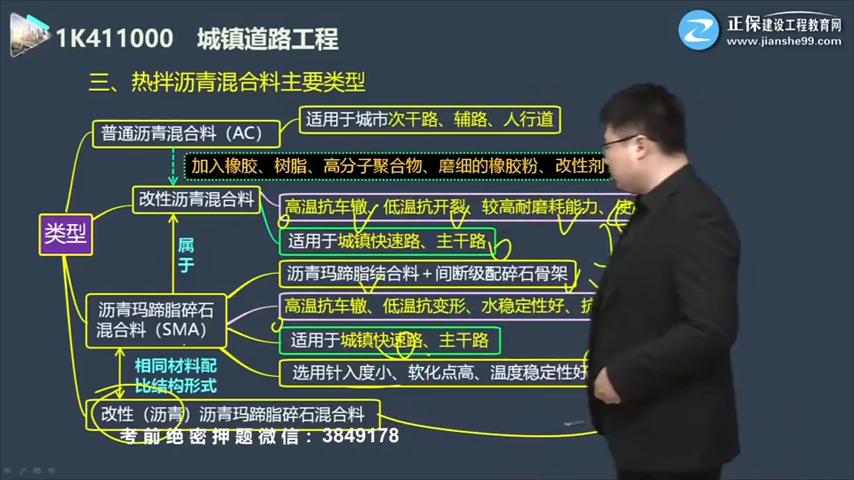 1K411000 城镇道路工程
正保建设工程教育网
www.jianshe99.com
三、热拌沥青混合料主要类型
普通沥青混合料（AC）
适用于城市次干路、辅路、人行道
加入橡胶、树脂、高分子聚合物、磨细的橡胶粉、改性剂
改性沥青混合料
高温抗车辙、低温抗开裂、较高耐磨耗能力、使
类型
适用于城镇快速路、主干路
属于
沥青玛蹄脂结合料＋间断级配碎石骨架
沥青玛蹄脂碎石
混合料（SMA）
高温抗车辙、低温抗变形、水稳定性好、抗
适用于城镇快速路、主干路
相同材料配
比结构形式
选用针入度小、软化点高、温度稳定性好
改性（沥青）沥青玛蹄脂碎石混合料
考前绝密押题微信：3849178